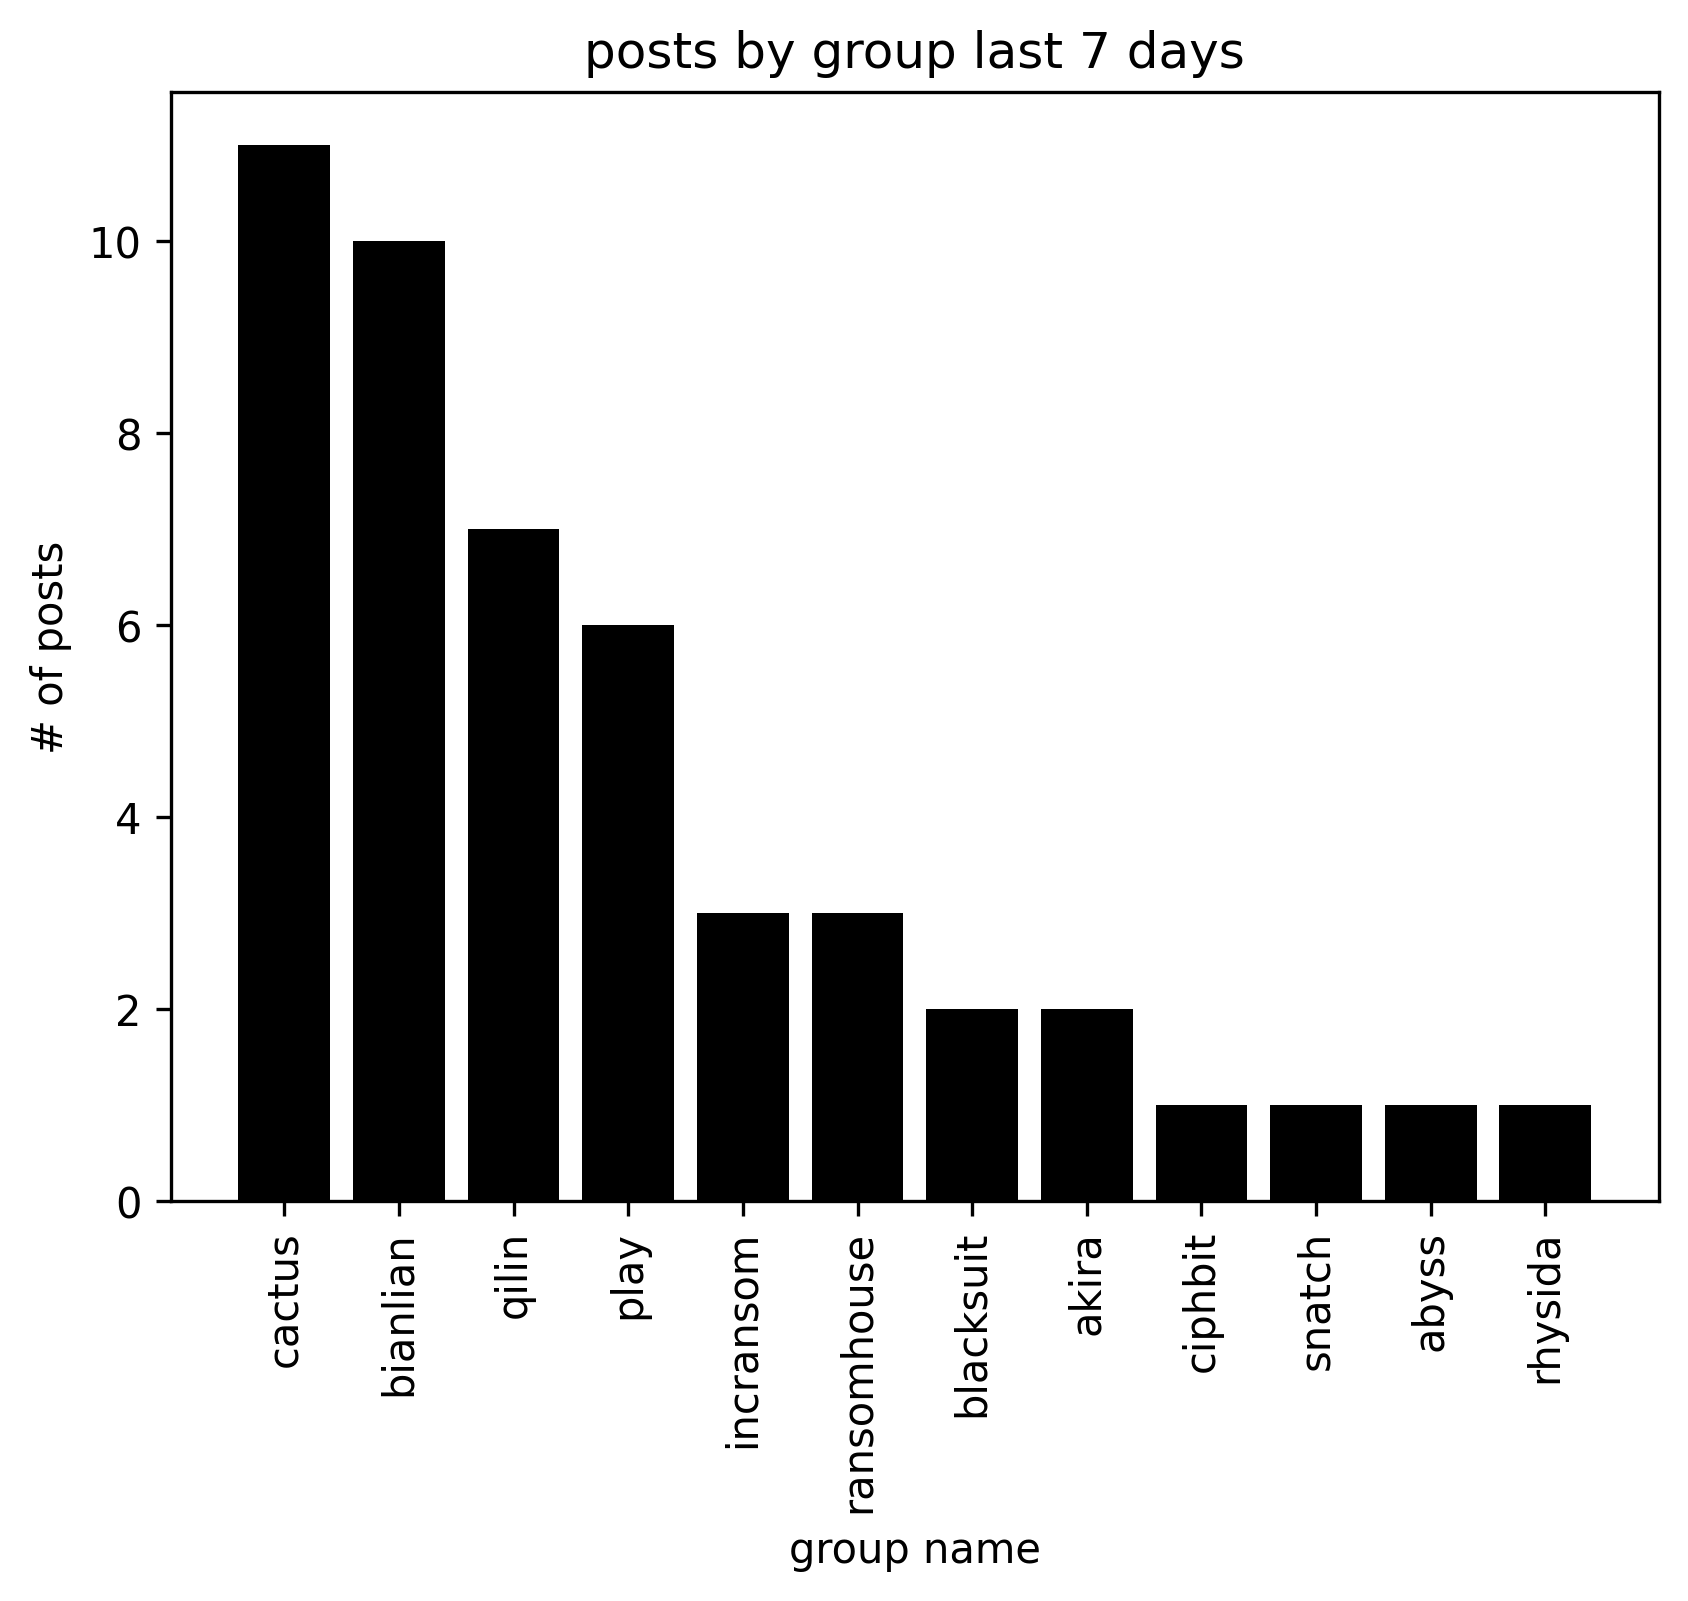 posts by group last 7 days
# of posts
10
8
6
4
2
0
cactus
bianlian
qilin
play
incransom
ransomhouse
blacksuit
akira
ciphbit
snatch
abyss
rhysida
group name